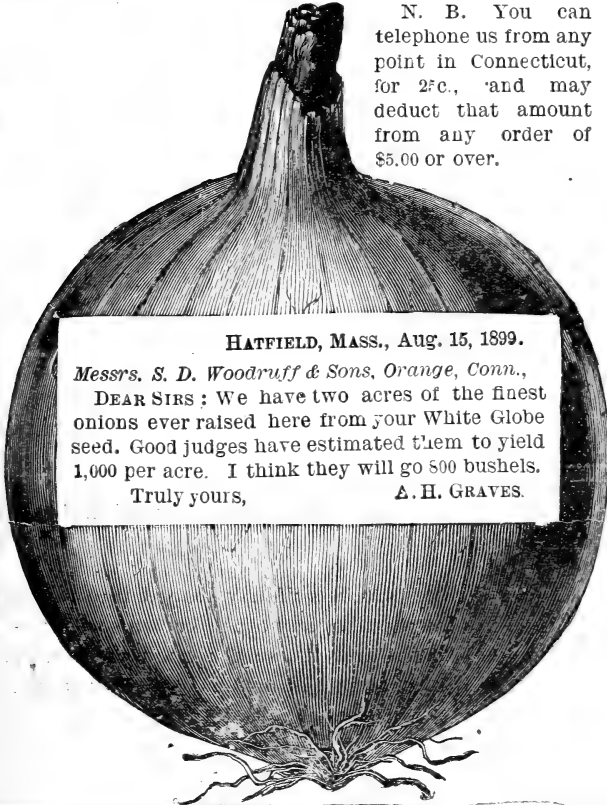 N. B. You can
telephone us from any
point in Connecticut,
for 25c., and may
deduct that amount
from any order of
$5.00 or over.
HATFIELD, MASS., Aug. 15, 1899.
Messrs. S. D. Woodruff & Sons, Orange, Conn.,
DEAR SIRS : We have two acres of the finest
onions ever raised here from your White Globe
seed. Good judges have estimated them to yield
1,000 per acre. I think they will go 800 bushels.
Truly yours, A. H. GRAVES.